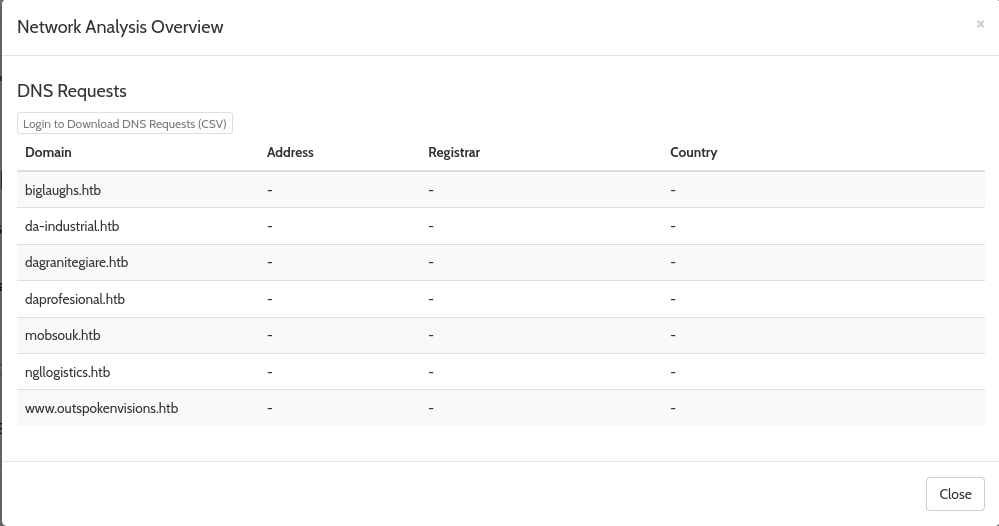 Network Analysis Overview ×
DNS Requests
Login to Download DNS Requests (CSV)
Domain Address Registrar Country
biglaughs.htb - - -
da-industrial.htb - - -
dagranitegiare.htb - - -
daprofesional.htb - - -
mobsouk.htb - - -
ngllogistics.htb - - -
www.outspokenvisions.htb - - -
Close